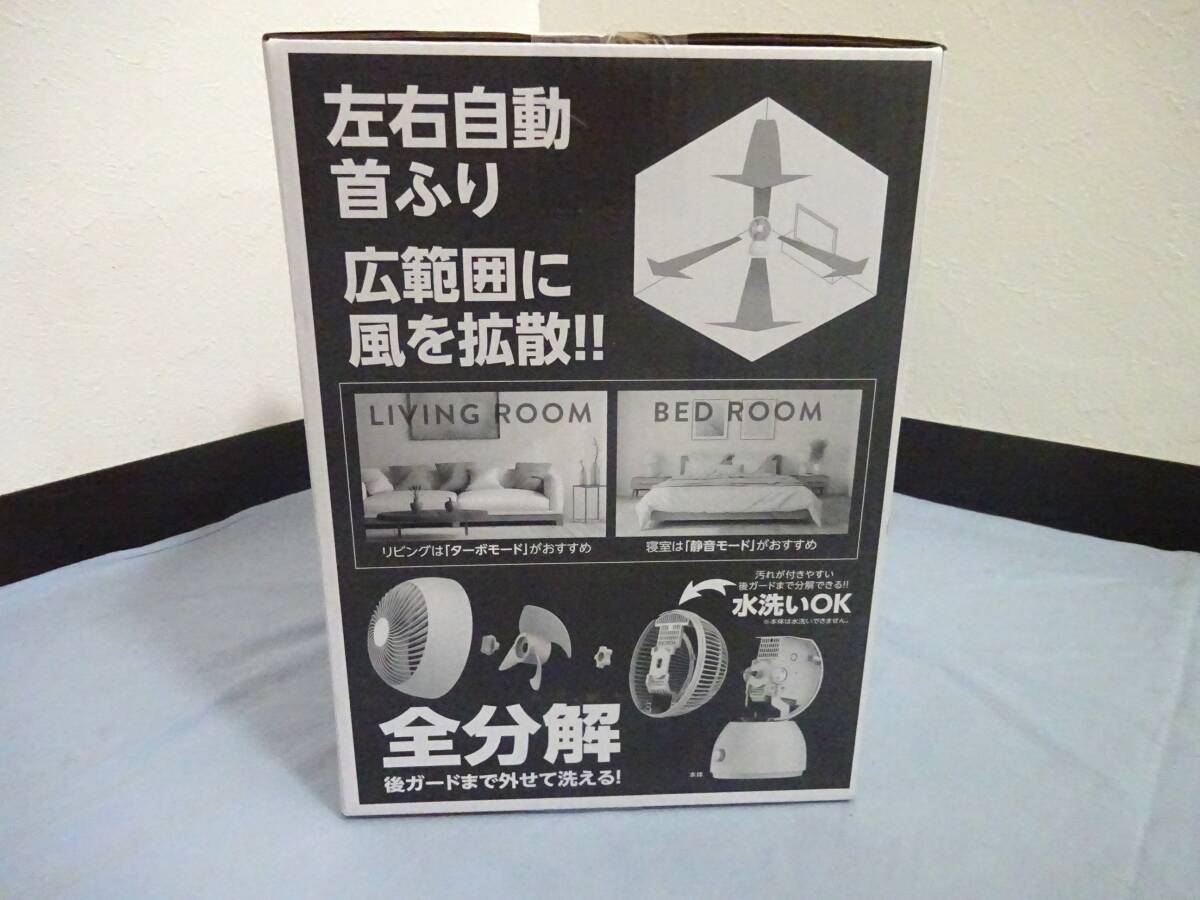 左右自動
首ふり
広範囲に
風を拡散!!
LIVING ROOM
リビングは「ターボモード」がおすすめ
BED ROOM
寝室は「静音モード」がおすすめ
汚れが付きやすい
後ガードまで分解できる!!
水洗いOK
※本体は水洗いできません。
本体
全分解
後ガードまで外せて洗える!